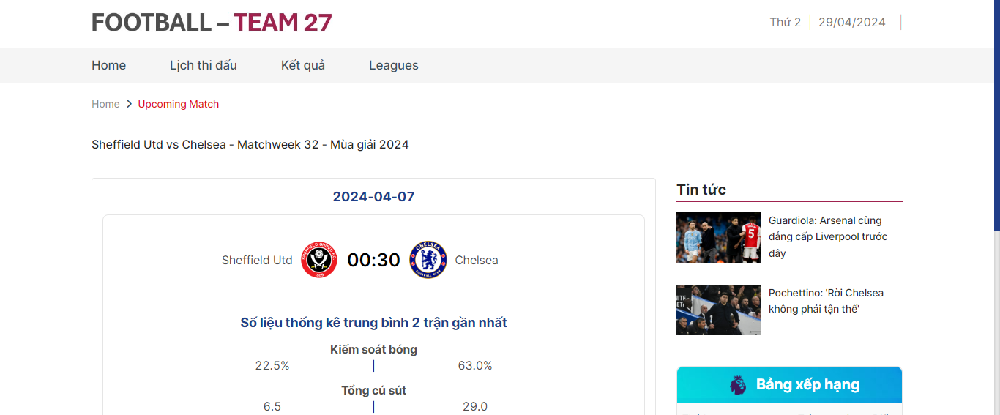 FOOTBALL – TEAM 27
Thứ 2
29/04/2024
Home
Lịch thi đấu
Kết quả
Leagues
Home
Upcoming Match
Sheffield Utd vs Chelsea - Matchweek 32 - Mùa giải 2024
2024-04-07
Sheffield Utd
00:30
Chelsea
Số liệu thống kê trung bình 2 trận gần nhất
Kiếm soát bóng
22.5%
63.0%
Tổng cú sút
6.5
29.0
Tin tức
Guardiola: Arsenal cùng
đẳng cấp Liverpool trước
đây
Pochettino: 'Rời Chelsea
không phải tận thế'
Bảng xếp hạng